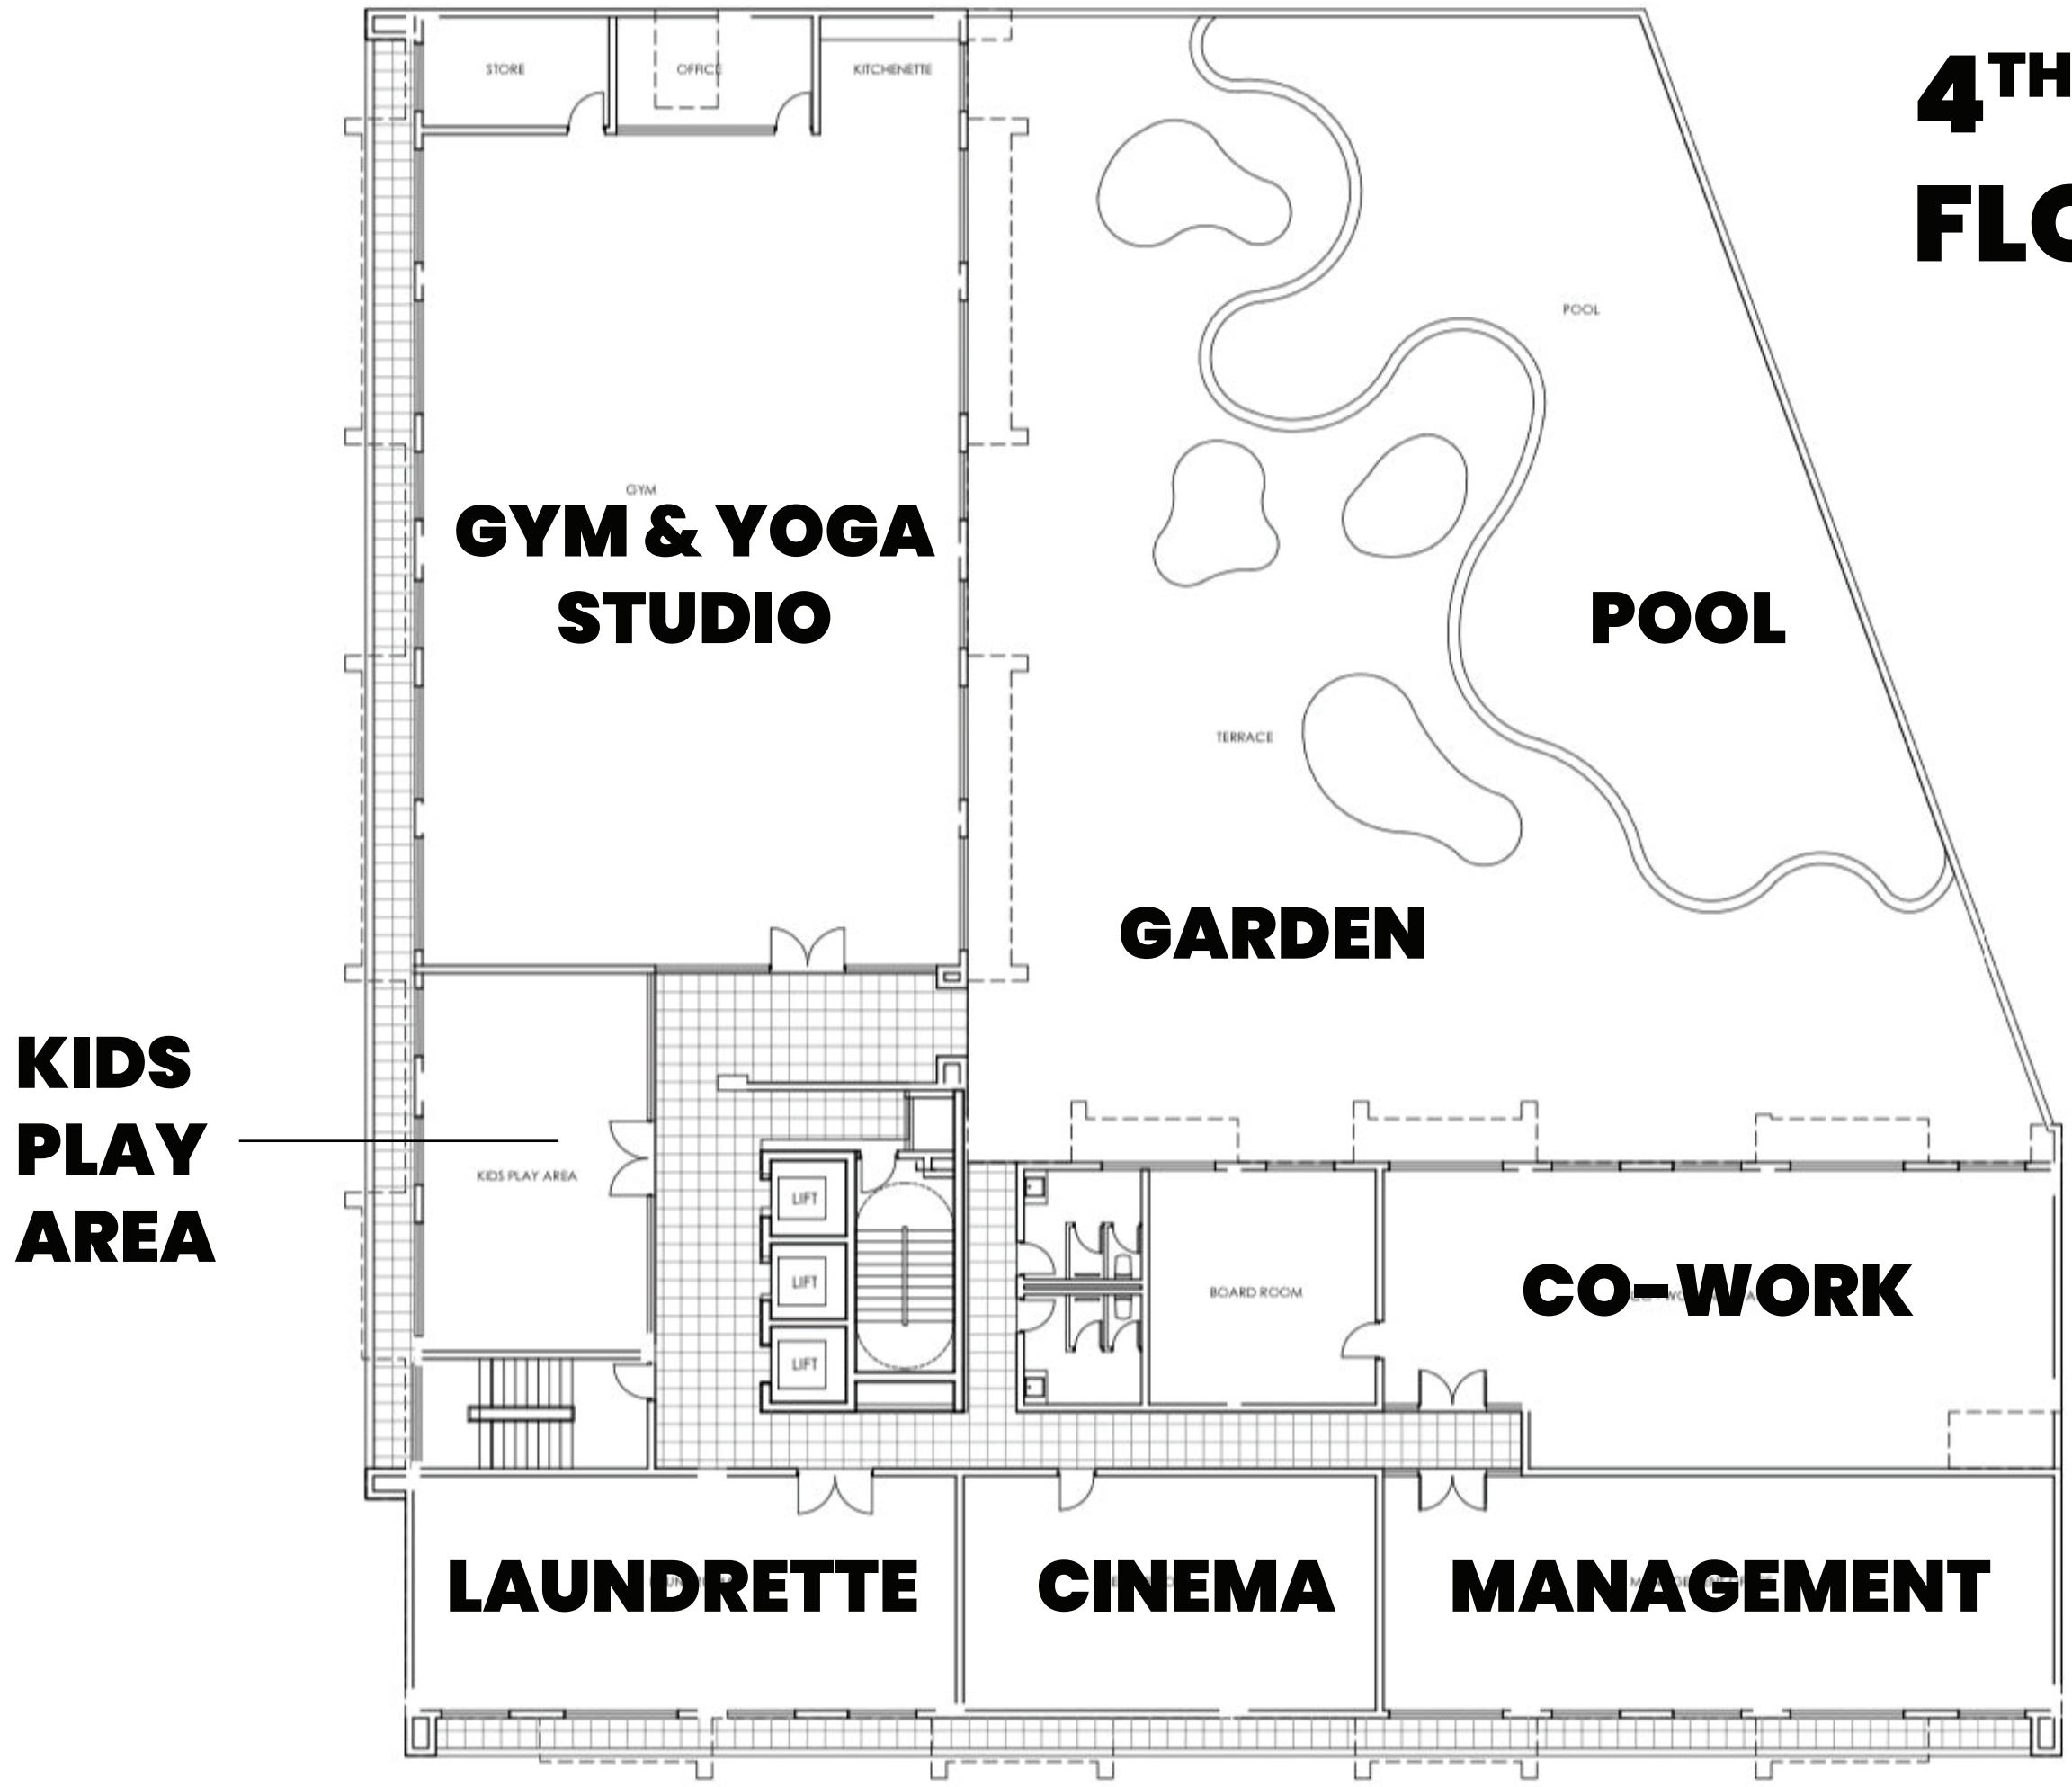 4TH
FLO
STORE
OFFICE
KITCHENETTE
POOL
GYM
GYM & YOGA
STUDIO
POOL
TERRACE
GARDEN
KIDS
PLAY
AREA
KIDS PLAY AREA
LIFT
LIFT
LIFT
BOARD ROOM
CO-WORK
LAUNDRETTE
CINEMA
MANAGEMENT